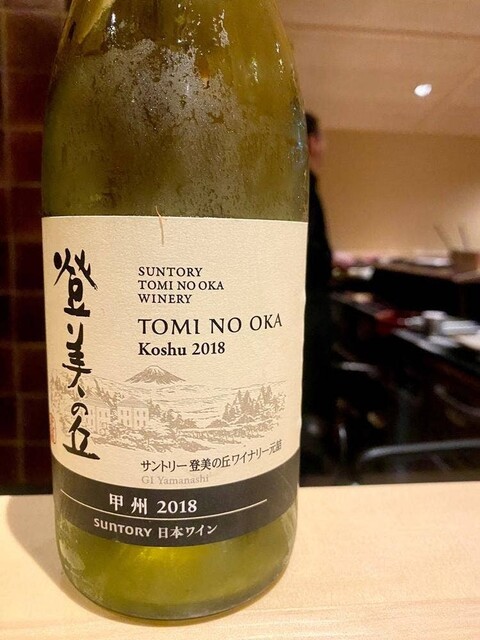 登美の丘
SUNTORY
TOMI NO OKA
WINERY
TOMI NO OKA
Koshu 2018
サントリー登美の丘ワイナリー元詰
GI Yamanashi
甲州 2018
SUNTORY 日本ワイン